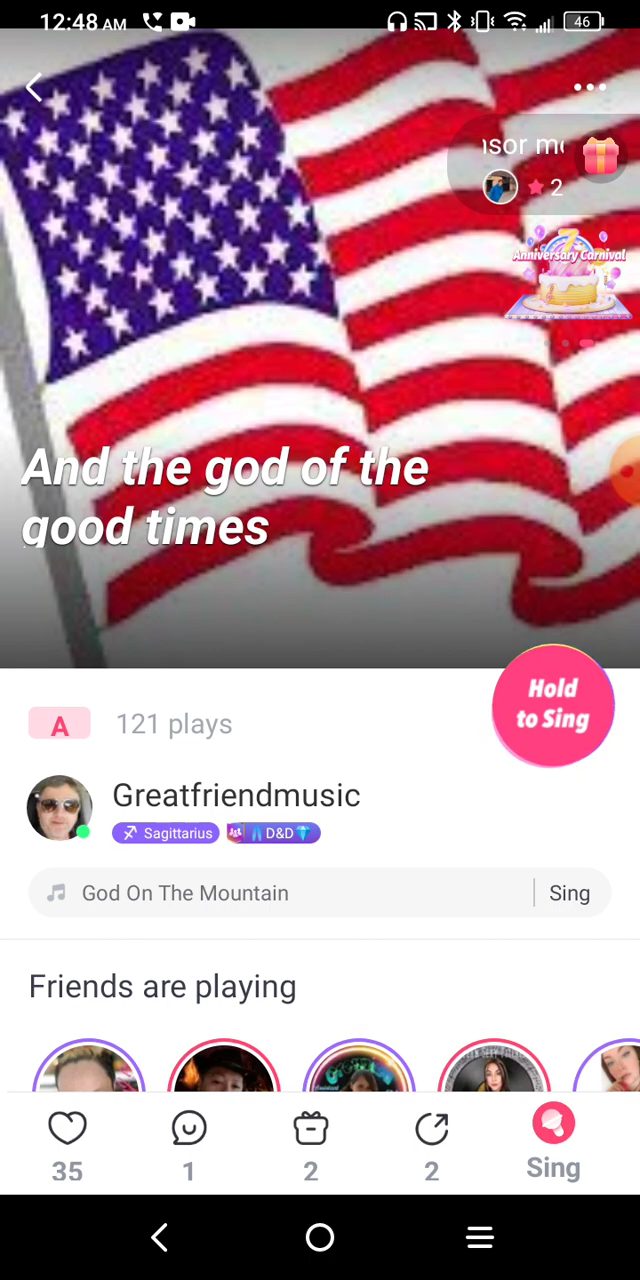 12:48 AM
46
And the god of the
good times
2
7
Anniversary Carnival
Hold
to Sing
A
121 plays
Greatfriendmusic
Sagittarius
D&D
God On The Mountain
Sing
Friends are playing
35
1
2
2
Sing